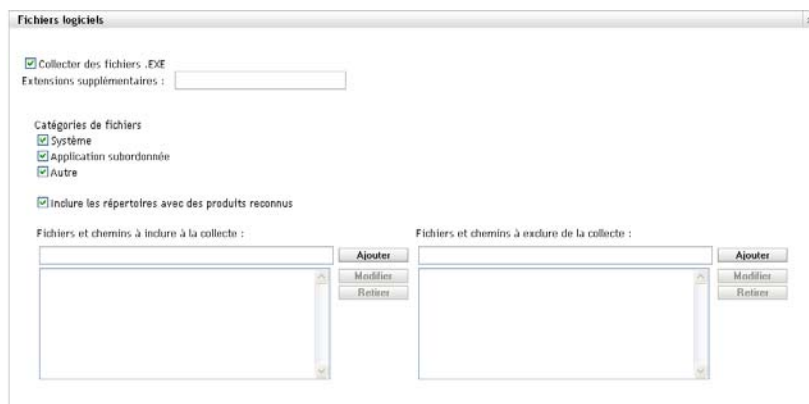 Fichiers logiciels
Collecter des fichiers .EXE
Extensions supplémentaires :
Catégories de fichiers
Système
Application subordonnée
Autre
Inclure les répertoires avec des produits reconnus
Fichiers et chemins à inclure à la collecte :
Ajouter
Modifier
Retirer
Fichiers et chemins à exclure de la collecte :
Ajouter
Modifier
Retirer